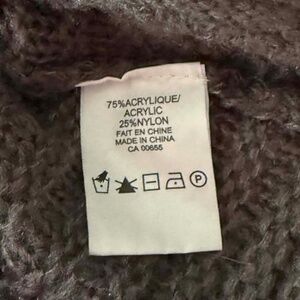 75%ACRYLIQUE/
ACRYLIC
25%NYLON
FAIT EN CHINE
MADE IN CHINA
CA 00655
P